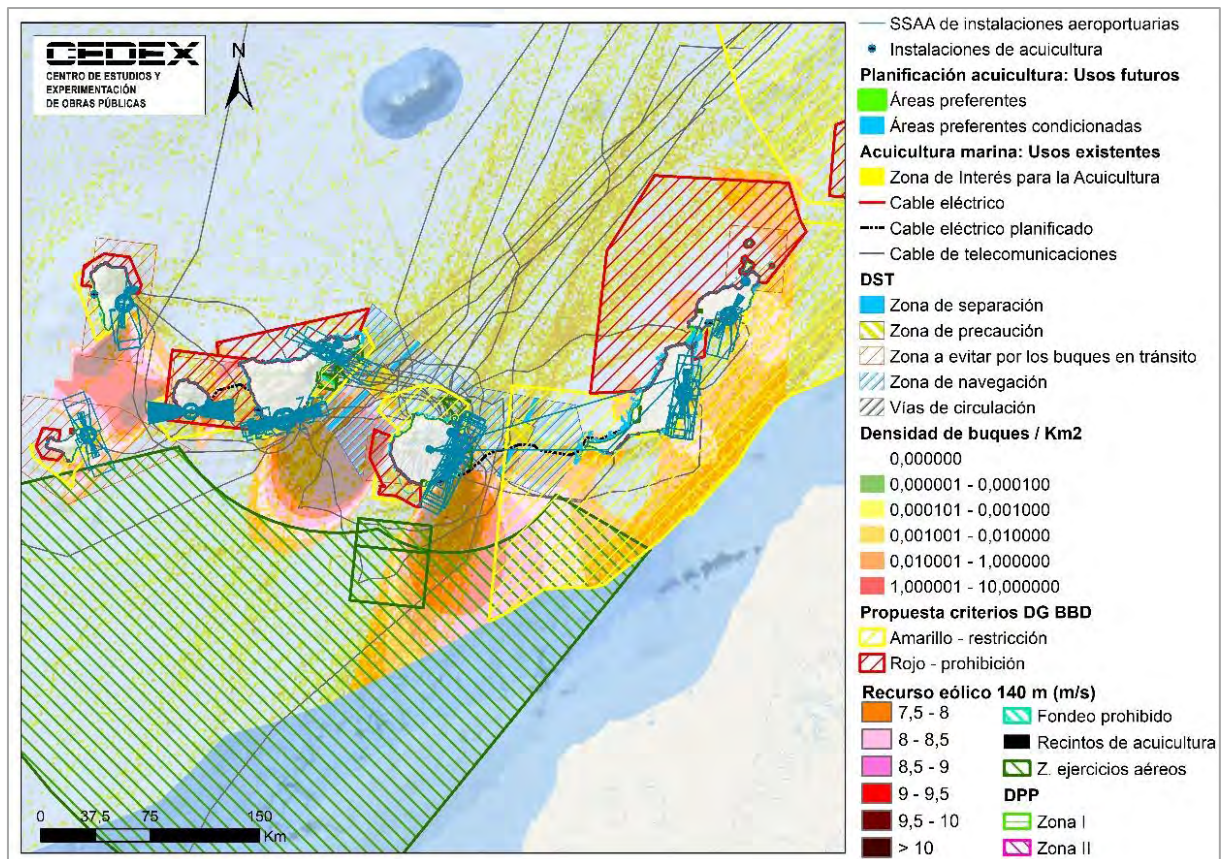 CEDEX
CENTRO DE ESTUDIOS Y
EXPERIMENTACIÓN
DE OBRAS PÚBLICAS
N
0 37,5 75 150
Km
SSAA de instalaciones aeroportuarias
Instalaciones de acuicultura
Planificación acuicultura: Usos futuros
Áreas preferentes
Áreas preferentes condicionadas
Acuicultura marina: Usos existentes
Zona de Interés para la Acuicultura
Cable eléctrico
Cable eléctrico planificado
Cable de telecomunicaciones
DST
Zona de separación
Zona de precaución
Zona a evitar por los buques en tránsito
Zona de navegación
Vías de circulación
Densidad de buques / Km2
0,000000
0,000001 - 0,000100
0,000101 - 0,001000
0,001001 - 0,010000
0,010001 - 1,000000
1,000001 - 10,000000
Propuesta criterios DG BBD
Amarillo - restricción
Rojo - prohibición
Recurso eólico 140 m (m/s)
7,5 - 8
8 - 8,5
8,5 - 9
9 - 9,5
9,5 - 10
> 10
Fondeo prohibido
Recintos de acuicultura
Z. ejercicios aéreos
DPP
Zona I
Zona II